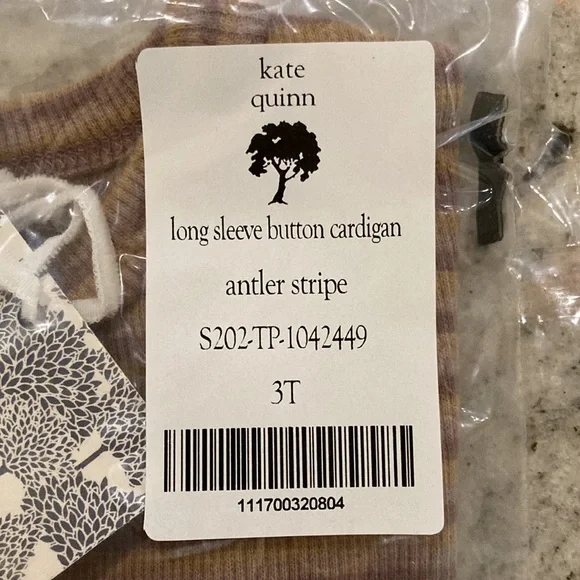 kate
quinn
long sleeve button cardigan
antler stripe
S202-TP-1042449
3T
111700320804